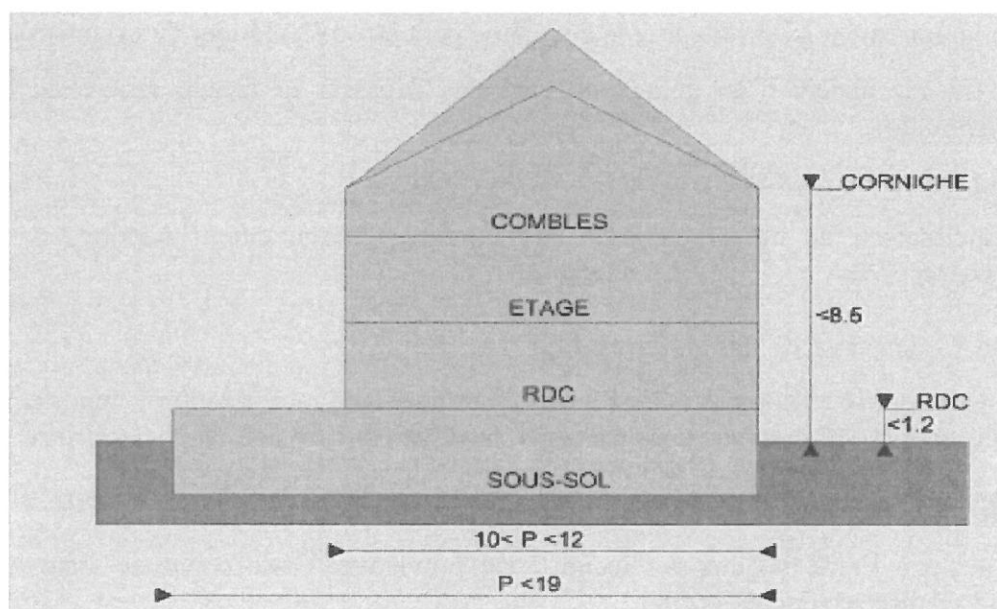 CORNICHE
COMBLES
ETAGE
<8.5
RDC
RDC
<1.2
SOUS-SOL
10< P <12
P <19